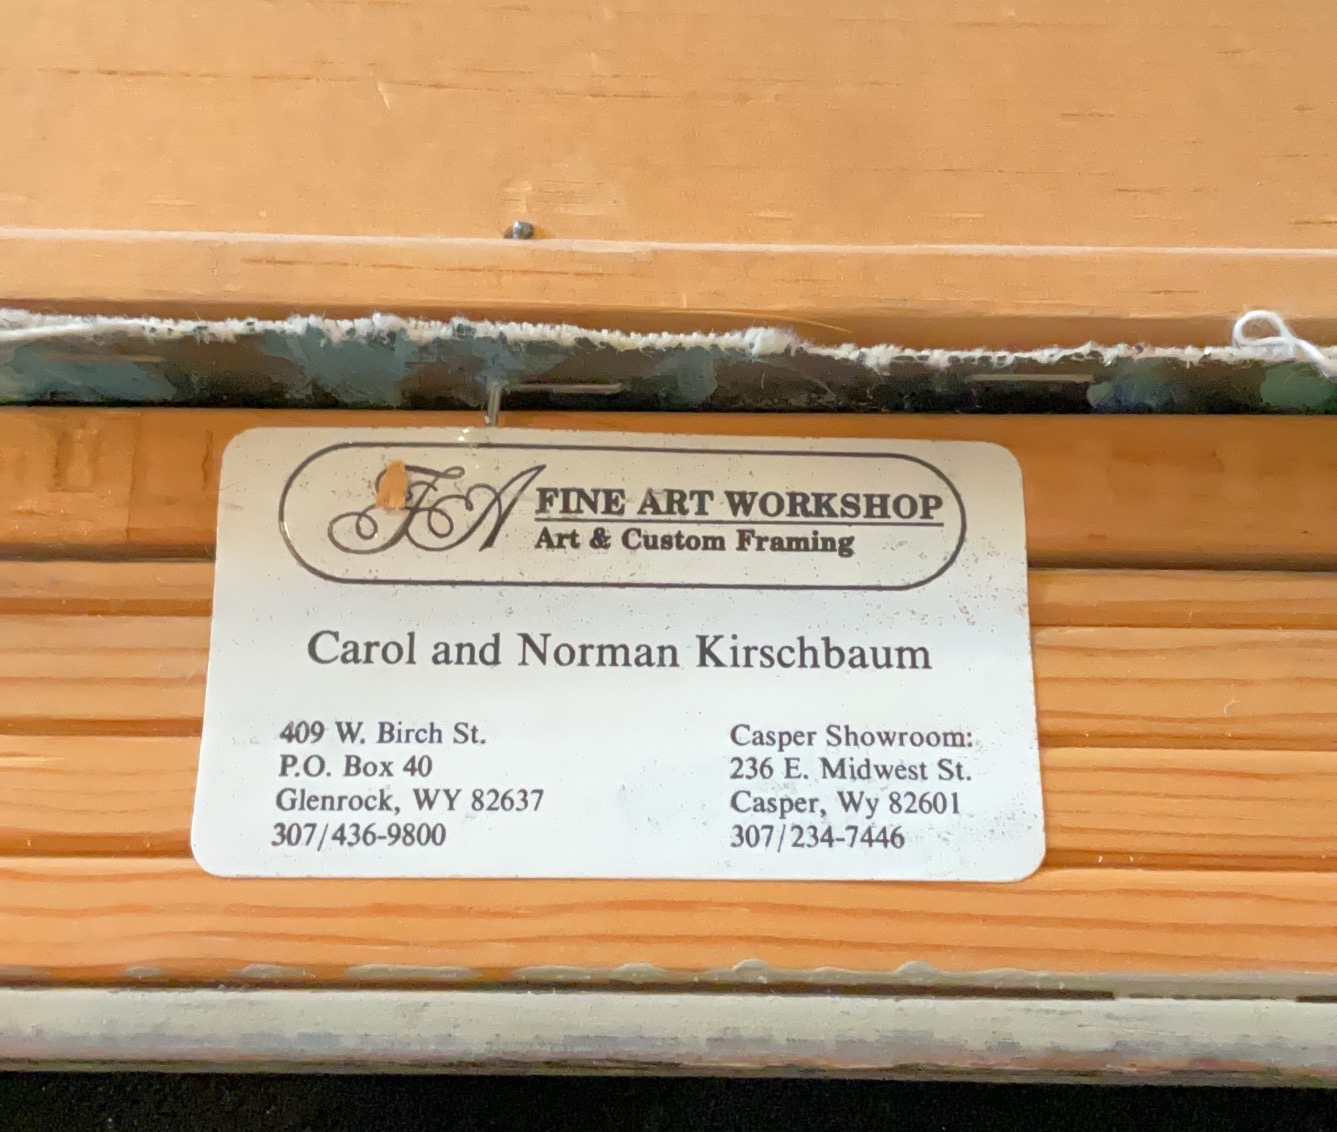 FA FINE ART WORKSHOP
Art & Custom Framing
Carol and Norman Kirschbaum
409 W. Birch St.
P.O. Box 40
Glenrock, WY 82637
307/436-9800
Casper Showroom:
236 E. Midwest St.
Casper, Wy 82601
307/234-7446